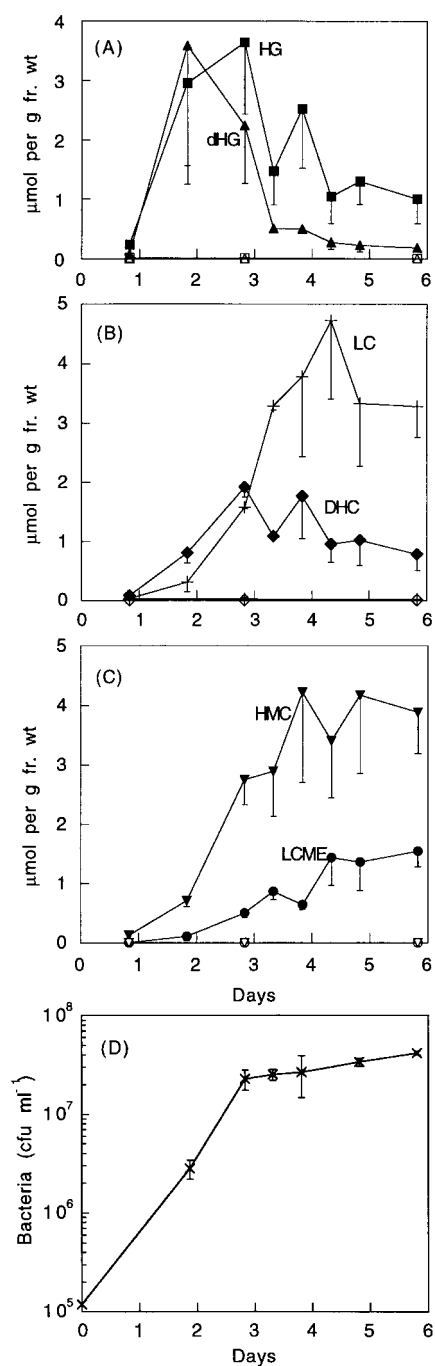 (A)
HG
dHG
μmol per g fr. wt
4
3
2
1
0
0 1 2 3 4 5 6
(B)
LC
DHC
μmol per g fr. wt
5
4
3
2
1
0
0 1 2 3 4 5 6
(C)
HMC
LCME
μmol per g fr. wt
5
4
3
2
1
0
0 1 2 3 4 5 6
Days
(D)
Bacteria (cfu ml⁻¹)
10⁸
10⁷
10⁶
10⁵
0 1 2 3 4 5 6
Days